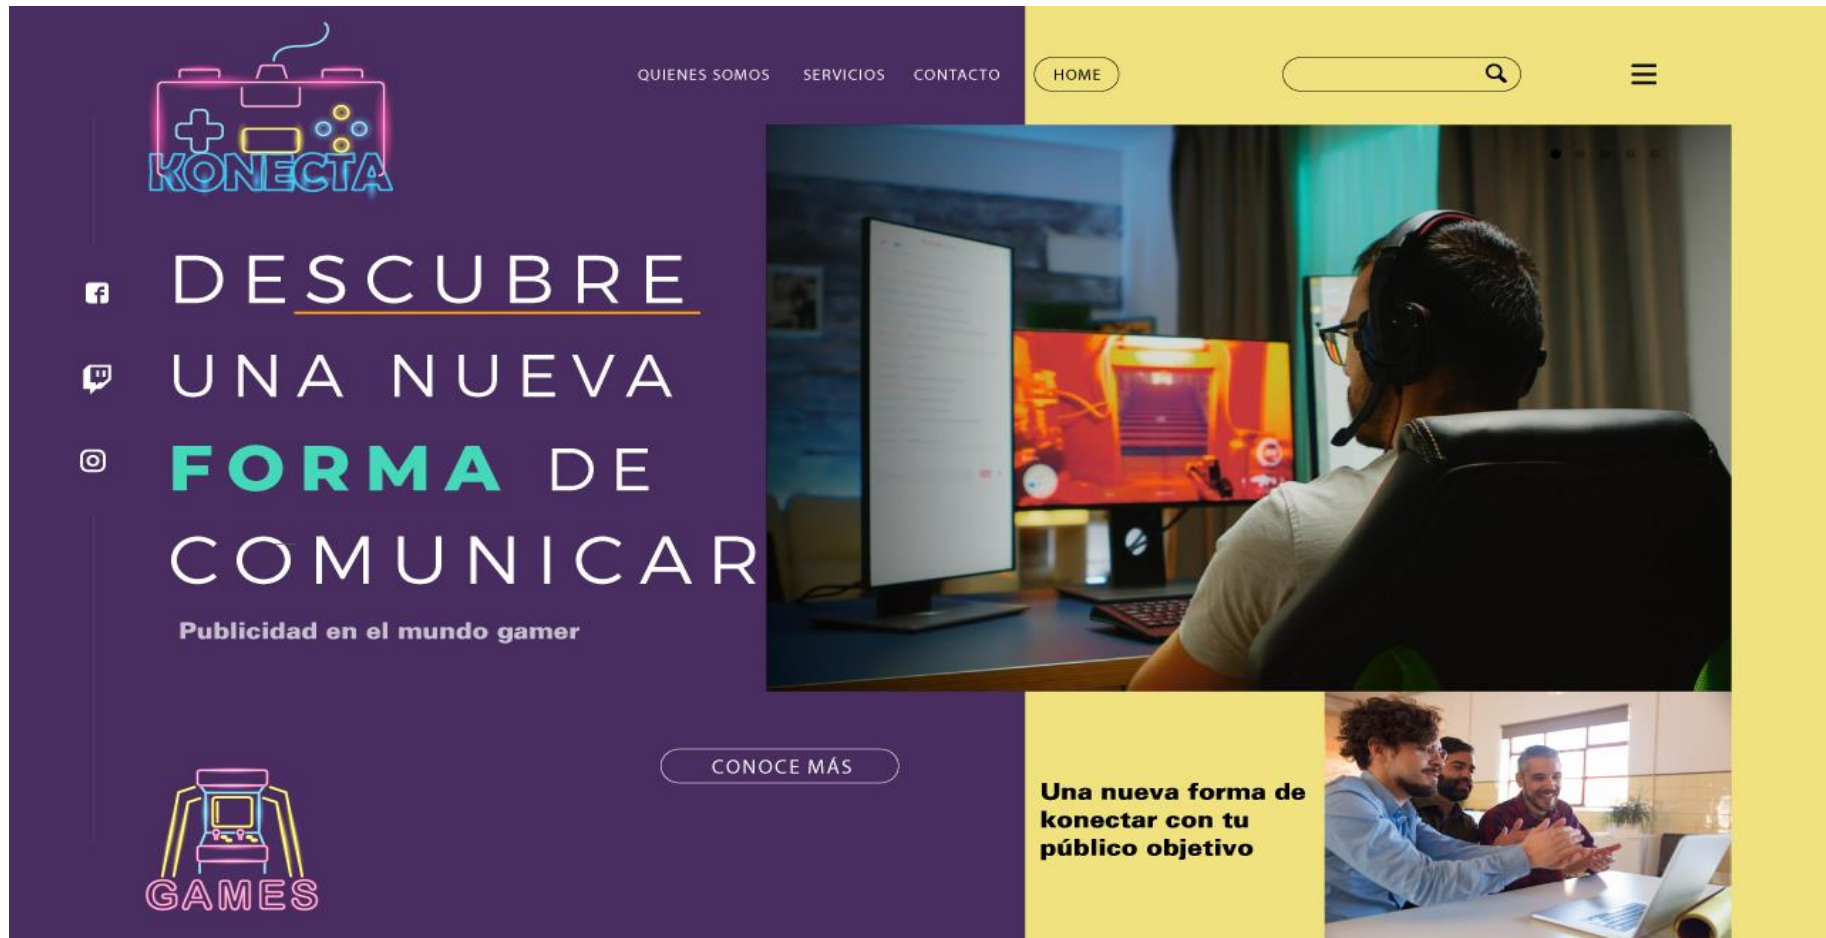 KONECTA
QUIENES SOMOS
SERVICIOS
CONTACTO
HOME
DESCUBRE
UNA NUEVA
FORMA DE
COMUNICAR
Publicidad en el mundo gamer
CONOCE MÁS
GAMES
Una nueva forma de
konectar con tu
público objetivo